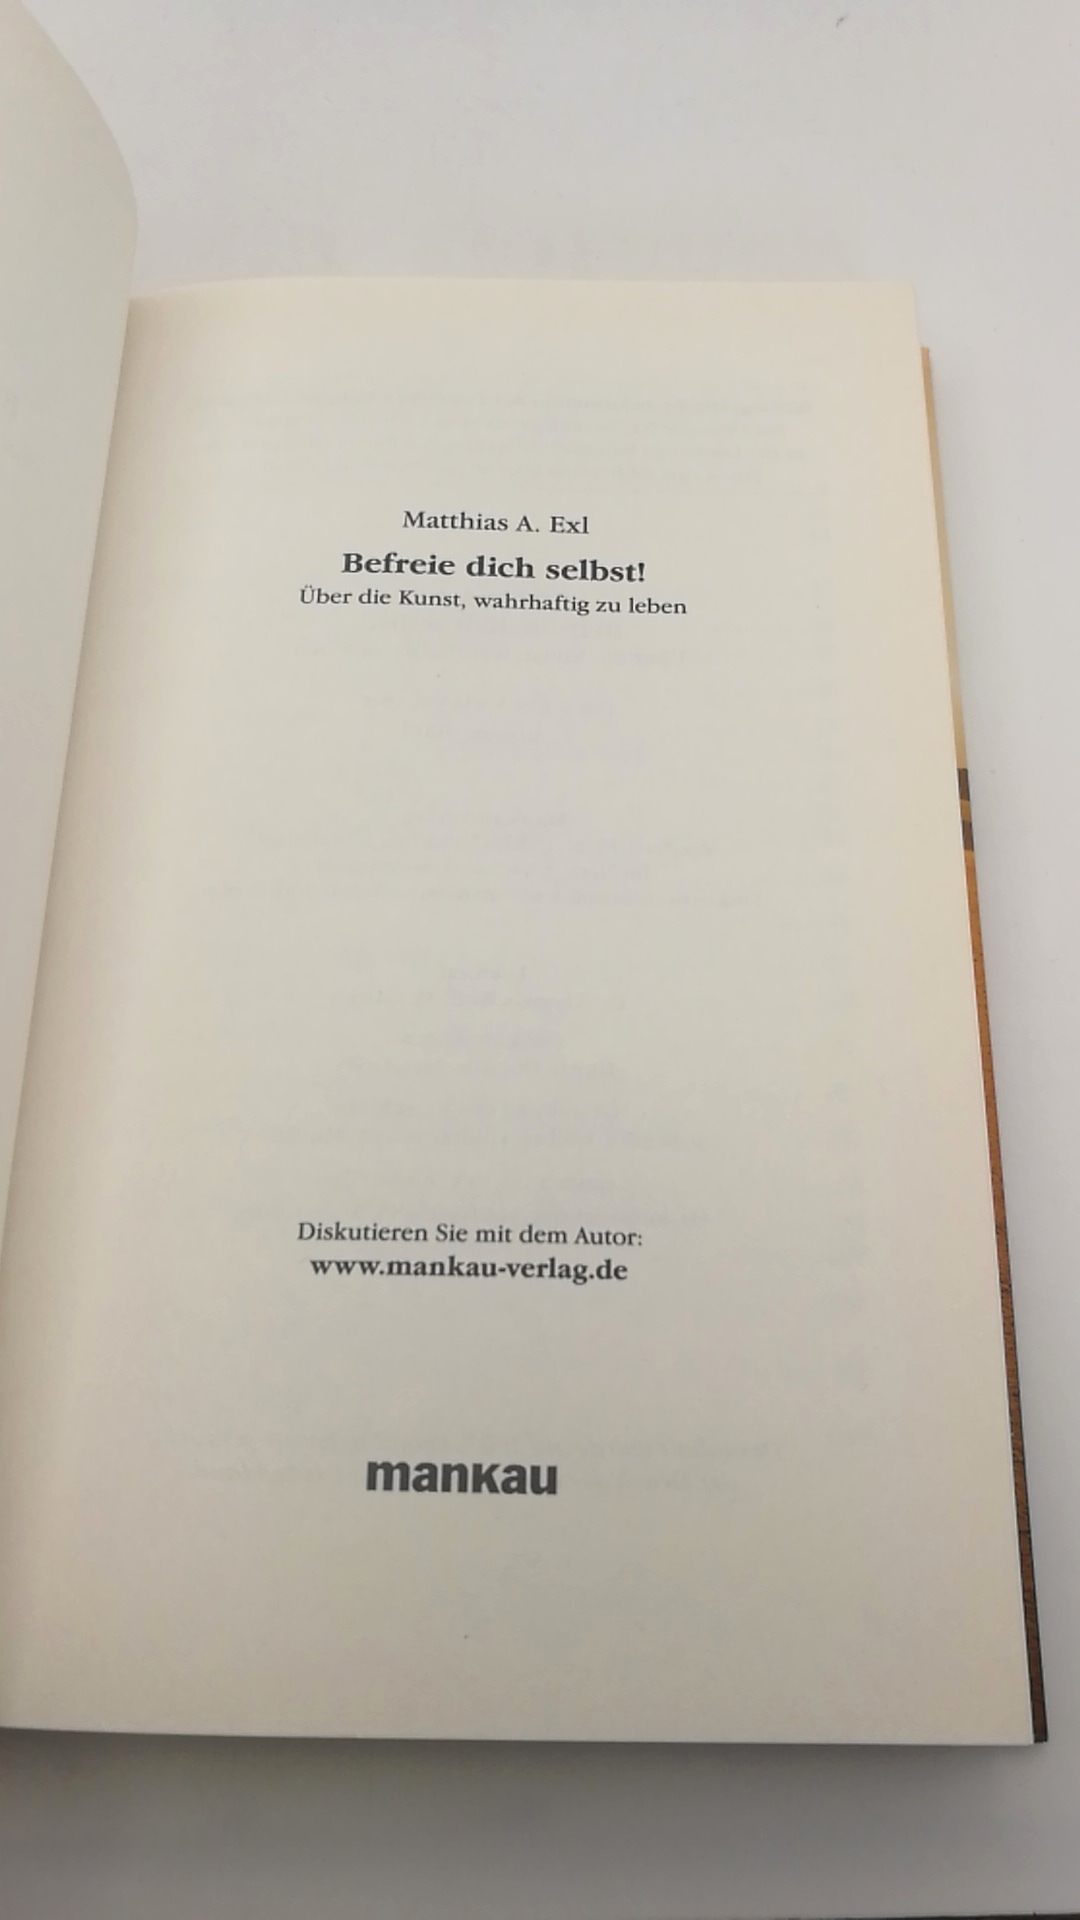 Matthias A. Exl
Befreie dich selbst!
Über die Kunst, wahrhaftig zu leben
Diskutieren Sie mit dem Autor:
www.mankau-verlag.de
mankau